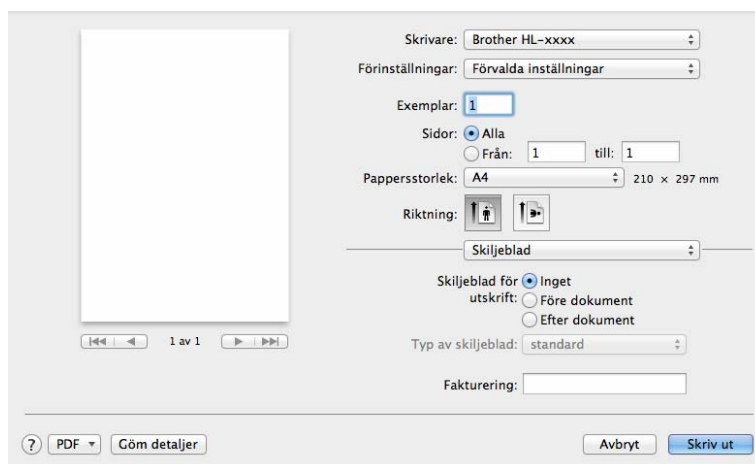 Skrivare: Brother HL-xxxx
Förinställningar: Förvalda inställningar
Exemplar: 1
Sidor: Alla
Från: 1 till: 1
Pappersstorlek: A4 210 × 297 mm
Riktning:
Skiljeblad
Skiljeblad för utskrift: Inget
Före dokument
Efter dokument
Typ av skiljeblad: standard
Fakturering:
1 av 1
? PDF Göm detaljer Avbryt Skriv ut